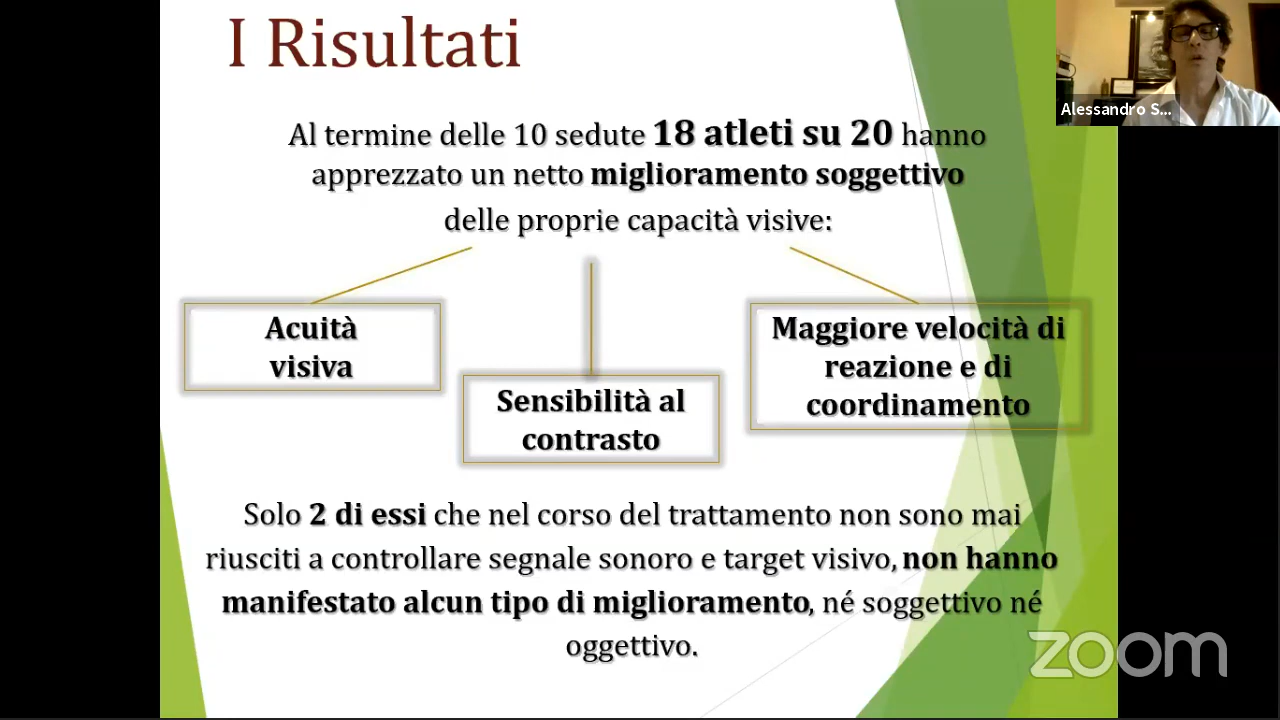 I Risultati
Alessandro S...
Al termine delle 10 sedute 18 atleti su 20 hanno
apprezzato un netto miglioramento soggettivo
delle proprie capacità visive:
Acuità
visiva
Sensibilità al
contrasto
Maggiore velocità di
reazione e di
coordinamento
Solo 2 di essi che nel corso del trattamento non sono mai
riusciti a controllare segnale sonoro e target visivo, non hanno
manifestato alcun tipo di miglioramento, né soggettivo né
oggettivo.
zoom